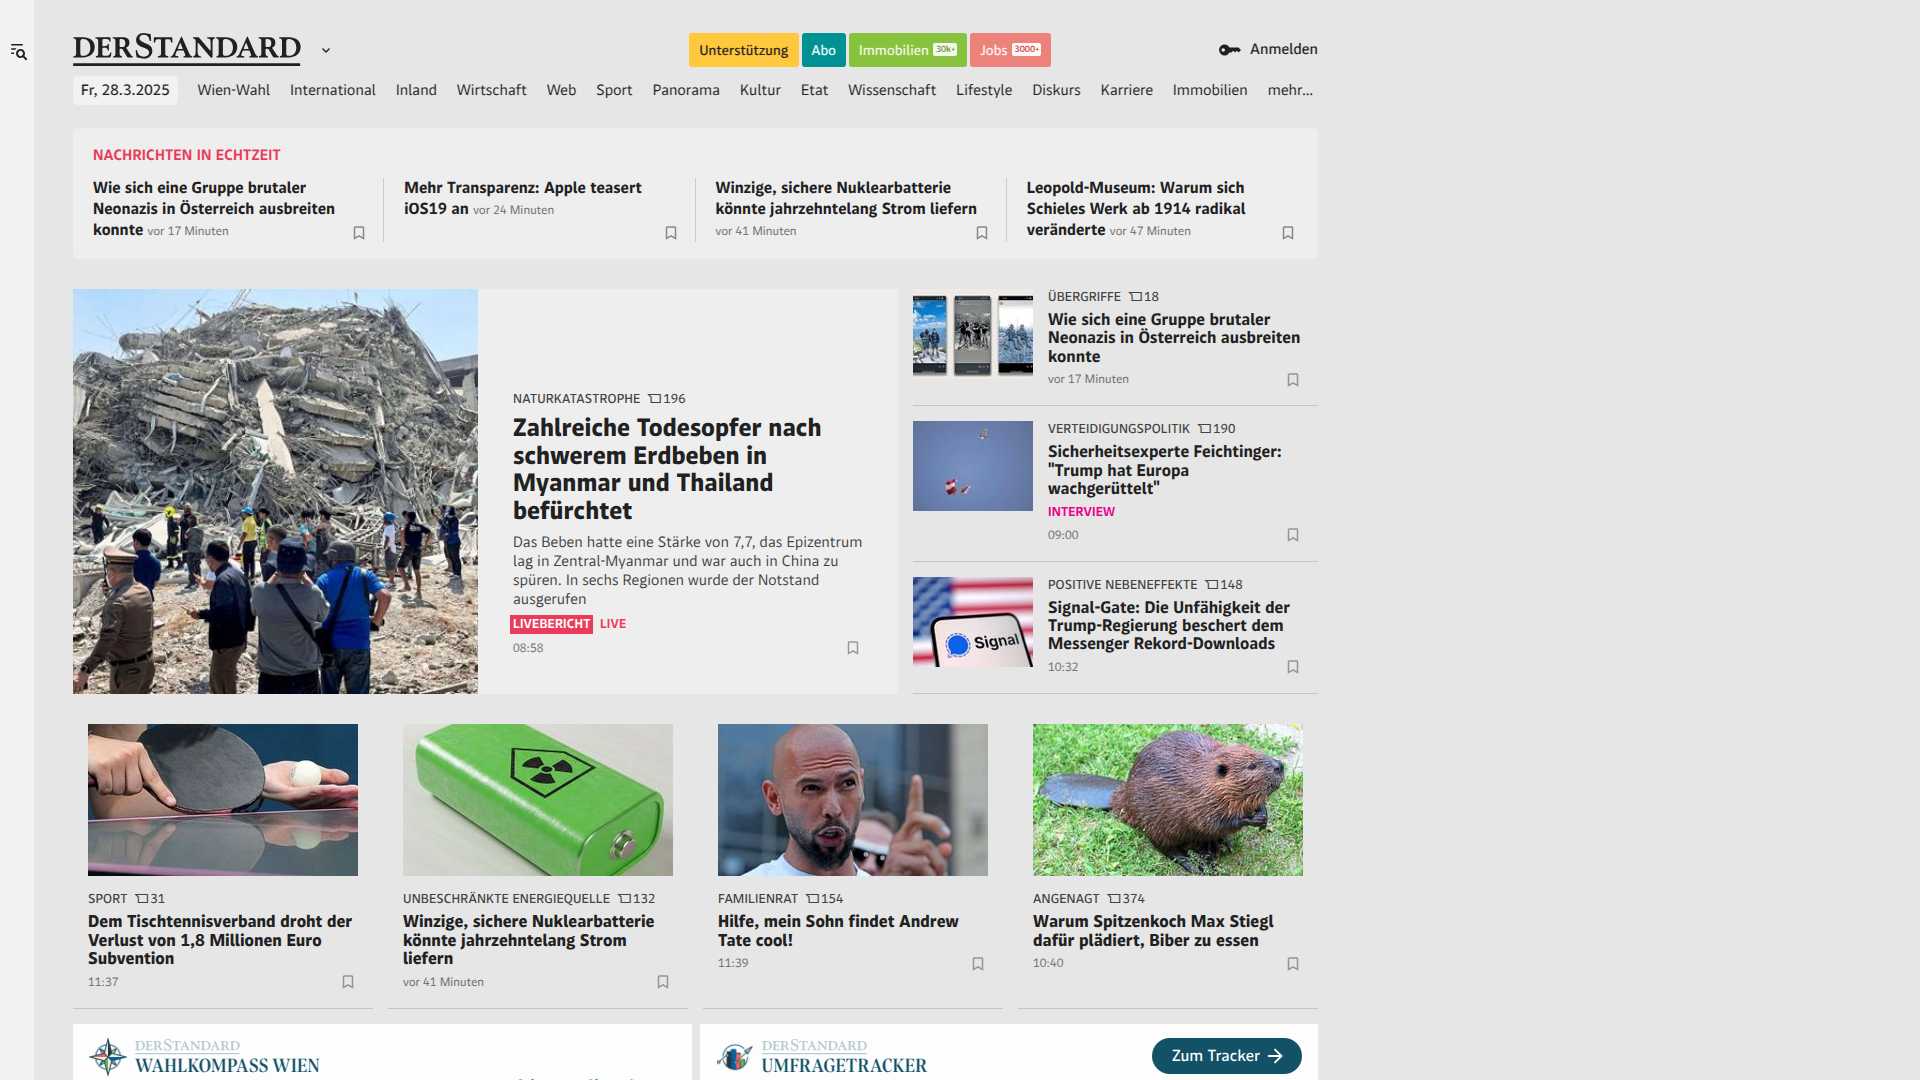 DERSTANDARD
Unterstützung
Abo
Immobilien 30k+
Jobs 3000+
Anmelden
Fr, 28.3.2025
Wien-Wahl
International
Inland
Wirtschaft
Web
Sport
Panorama
Kultur
Etat
Wissenschaft
Lifestyle
Diskurs
Karriere
Immobilien
mehr...
NACHRICHTEN IN ECHTZEIT
Wie sich eine Gruppe brutaler
Neonazis in Österreich ausbreiten
konnte vor 17 Minuten
Mehr Transparenz: Apple teasert
iOS19 an vor 24 Minuten
Winzige, sichere Nuklearbatterie
könnte jahrzehntelang Strom liefern
vor 41 Minuten
Leopold-Museum: Warum sich
Schieles Werk ab 1914 radikal
veränderte vor 47 Minuten
NATURKATASTROPHE 196
Zahlreiche Todesopfer nach
schwerem Erdbeben in
Myanmar und Thailand
befürchtet
Das Beben hatte eine Stärke von 7,7, das Epizentrum
lag in Zentral-Myanmar und war auch in China zu
spüren. In sechs Regionen wurde der Notstand
ausgerufen
LIVEBERICHT LIVE
08:58
ÜBERGRIFFE 18
Wie sich eine Gruppe brutaler
Neonazis in Österreich ausbreiten
konnte
vor 17 Minuten
VERTEIDIGUNGSPOLITIK 190
Sicherheitsexperte Feichtinger:
"Trump hat Europa
wachgerüttelt"
INTERVIEW
09:00
Signal
POSITIVE NEBENEFFEKTE 148
Signal-Gate: Die Unfähigkeit der
Trump-Regierung beschert dem
Messenger Rekord-Downloads
10:32
SPORT 31
Dem Tischtennisverband droht der
Verlust von 1,8 Millionen Euro
Subvention
11:37
UNBESCHRÄNKTE ENERGIEQUELLE 132
Winzige, sichere Nuklearbatterie
könnte jahrzehntelang Strom
liefern
vor 41 Minuten
FAMILIENRAT 154
Hilfe, mein Sohn findet Andrew
Tate cool!
11:39
ANGENAGT 374
Warum Spitzenkoch Max Stiegl
dafür plädiert, Biber zu essen
10:40
DERSTANDARD
WAHLKOMPASS WIEN
DERSTANDARD
UMFRAGETRACKER
Zum Tracker